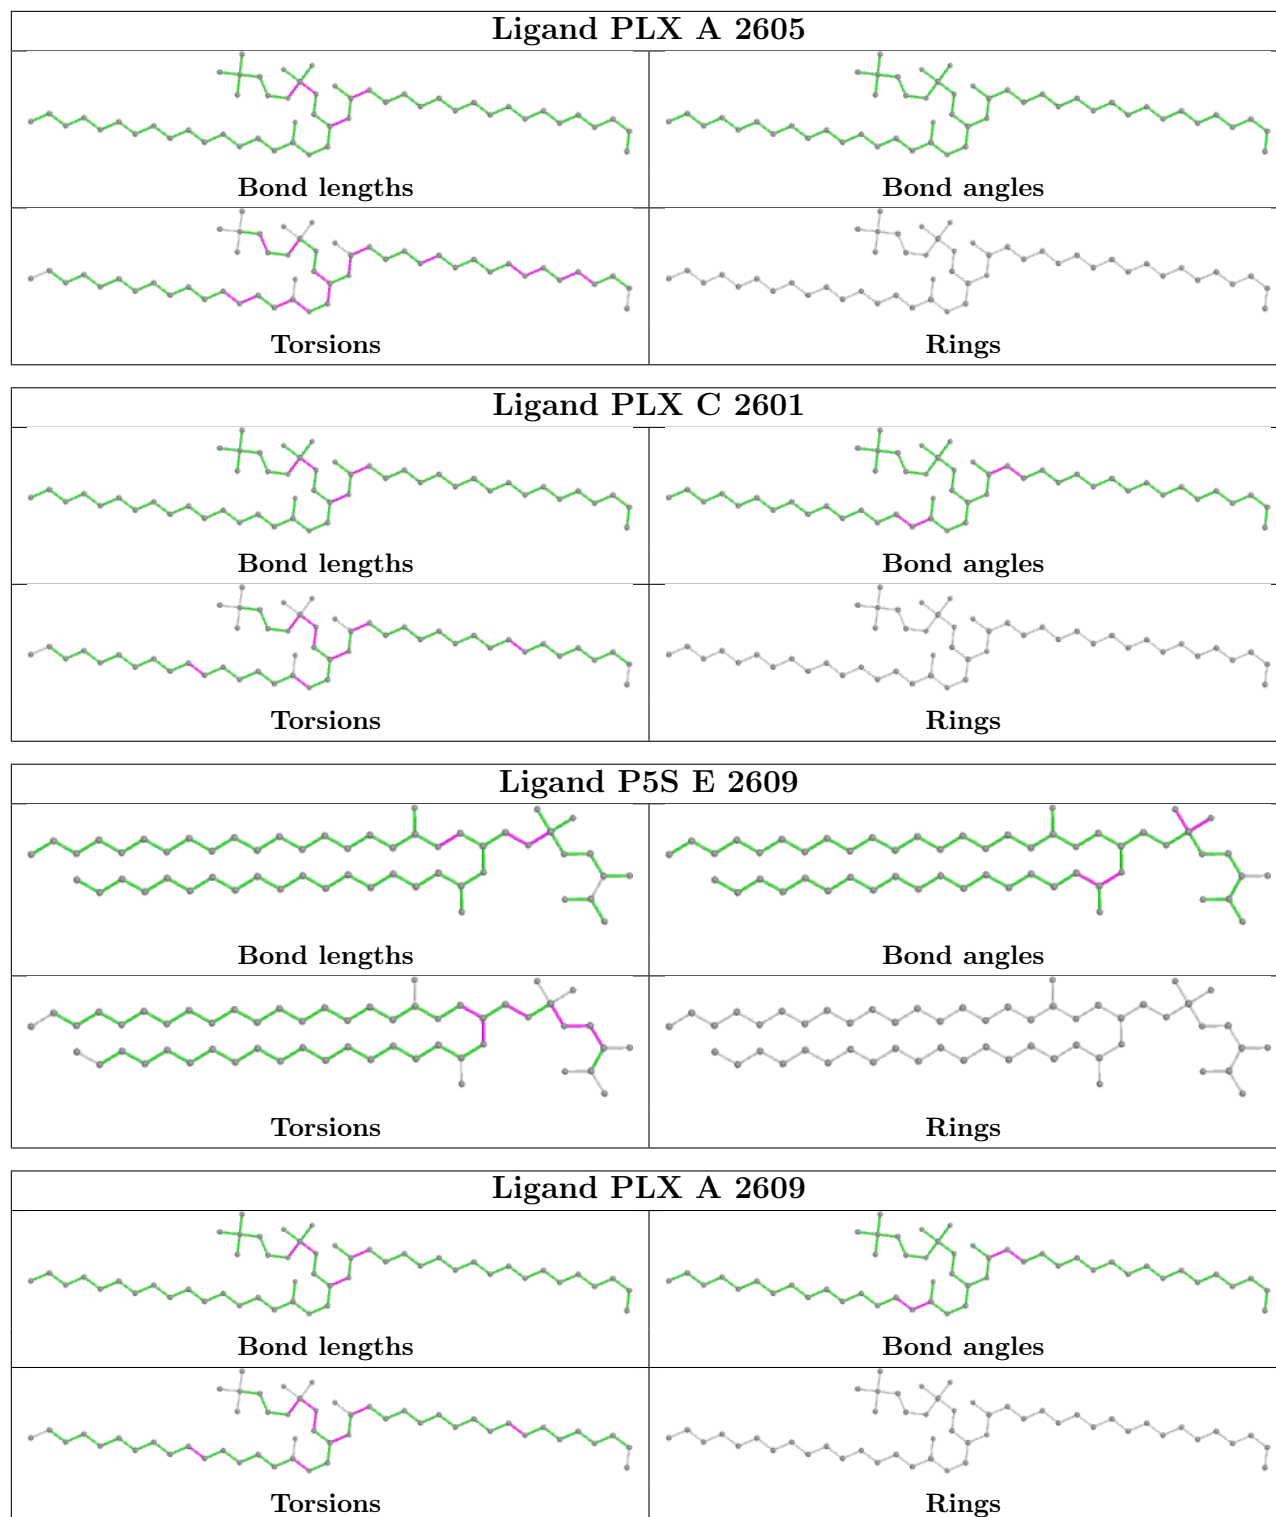 Ligand PLX A 2605
Bond lengths
Bond angles
Torsions
Rings
Ligand PLX C 2601
Bond lengths
Bond angles
Torsions
Rings
Ligand P5S E 2609
Bond lengths
Bond angles
Torsions
Rings
Ligand PLX A 2609
Bond lengths
Bond angles
Torsions
Rings